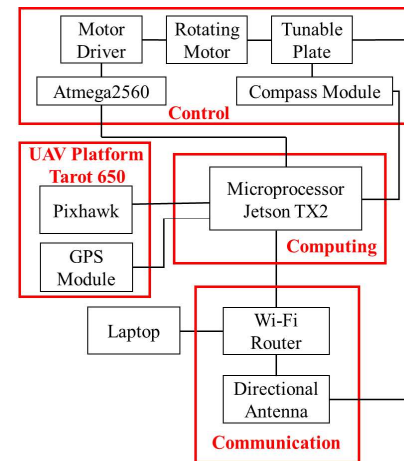 Motor
Driver
Rotating
Motor
Tunable
Plate
Atmega2560
Compass Module
Control
UAV Platform
Tarot 650
Pixhawk
GPS
Module
Microprocessor
Jetson TX2
Computing
Laptop
Wi-Fi
Router
Directional
Antenna
Communication